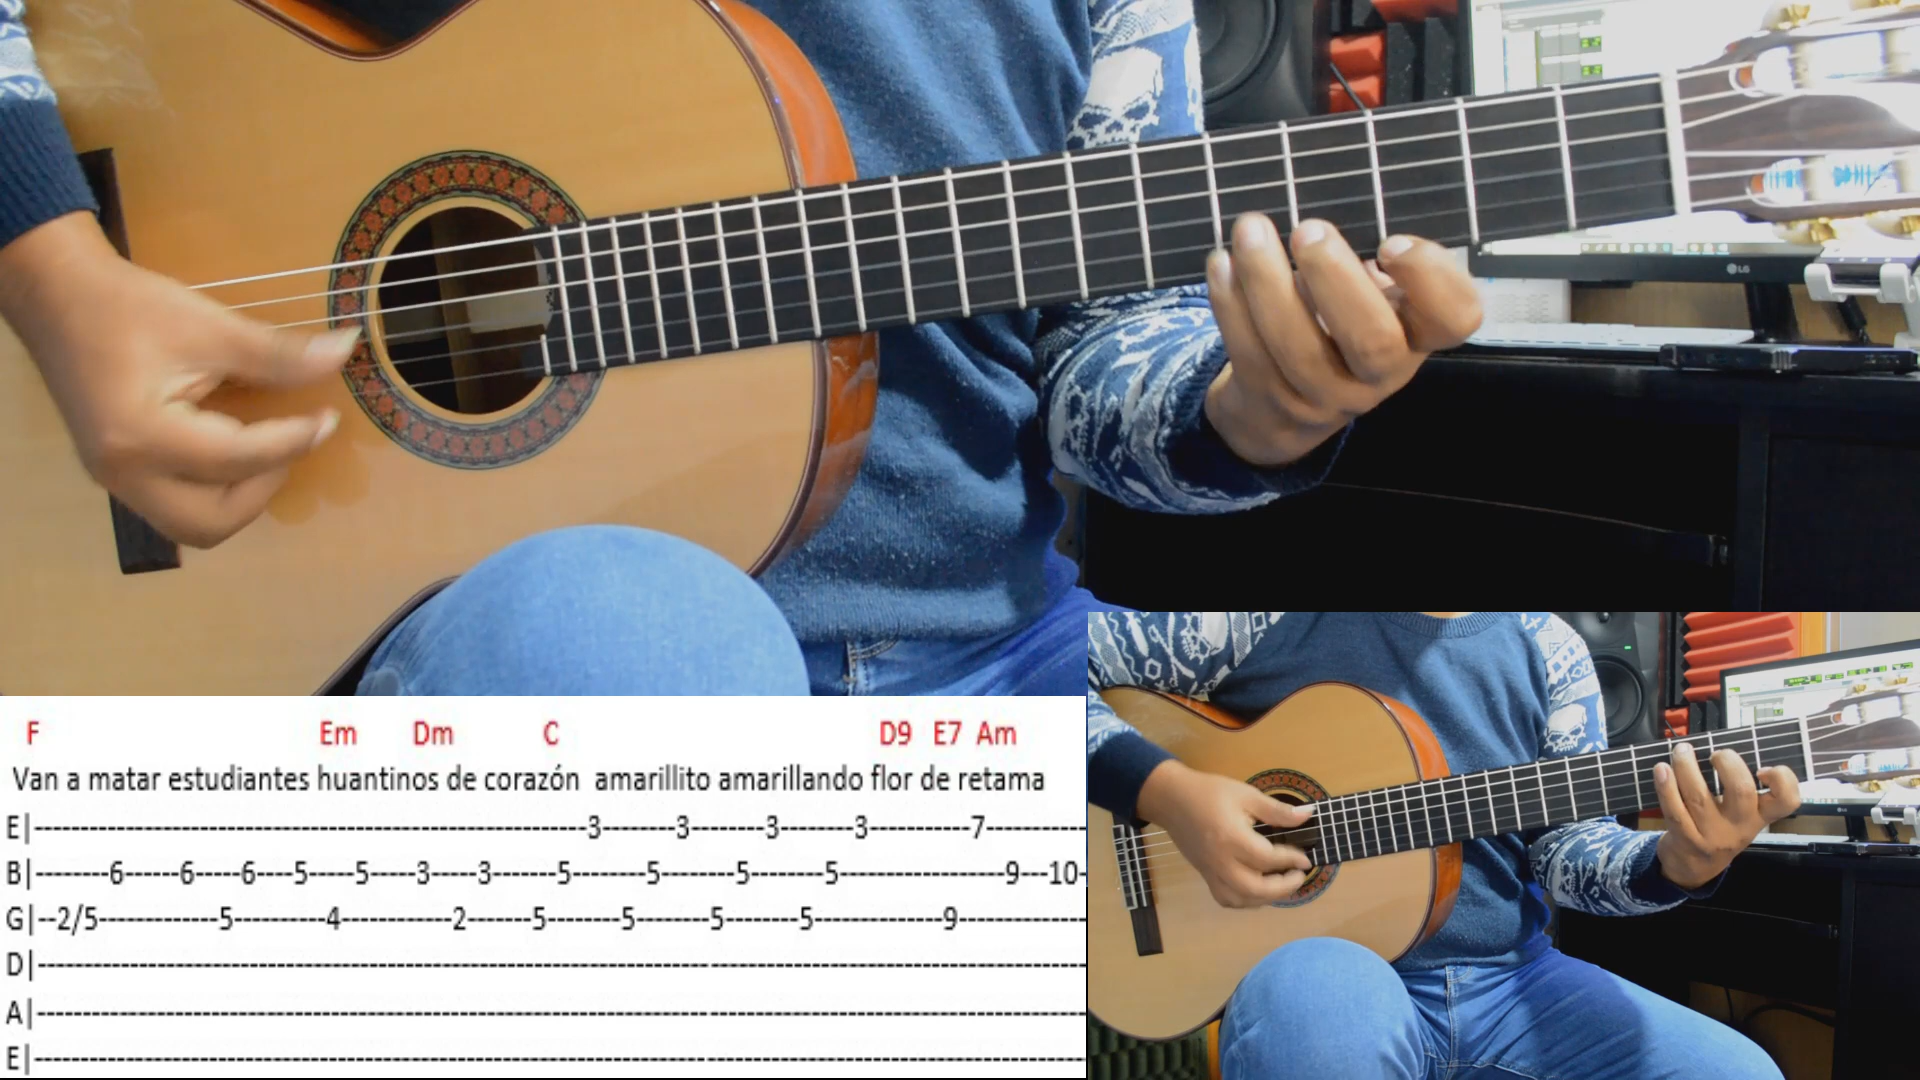 LG
F Em Dm C D9 E7 Am
Van a matar estudiantes huantinos de corazón amarillito amarillando flor de retama
E|-----------------------------------------------3-------3-------3-------3---------7---------
B|------6-----6----6---5----5----3----3-----5------5------5------5--------------9---10-
G|--2/5---------5--------4---------2-----5------5------5------5-----------9-----------
D|------------------------------------------------------------------------------------------
A|------------------------------------------------------------------------------------------
E|------------------------------------------------------------------------------------------